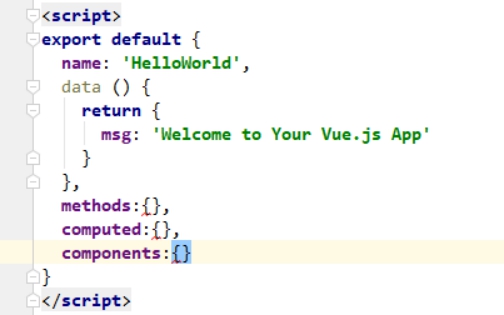 <script>
export default {
  name: 'HelloWorld',
  data () {
    return {
      msg: 'Welcome to Your Vue.js App'
    }
  },
  methods:{},
  computed:{},
  components:{}
}
</script>